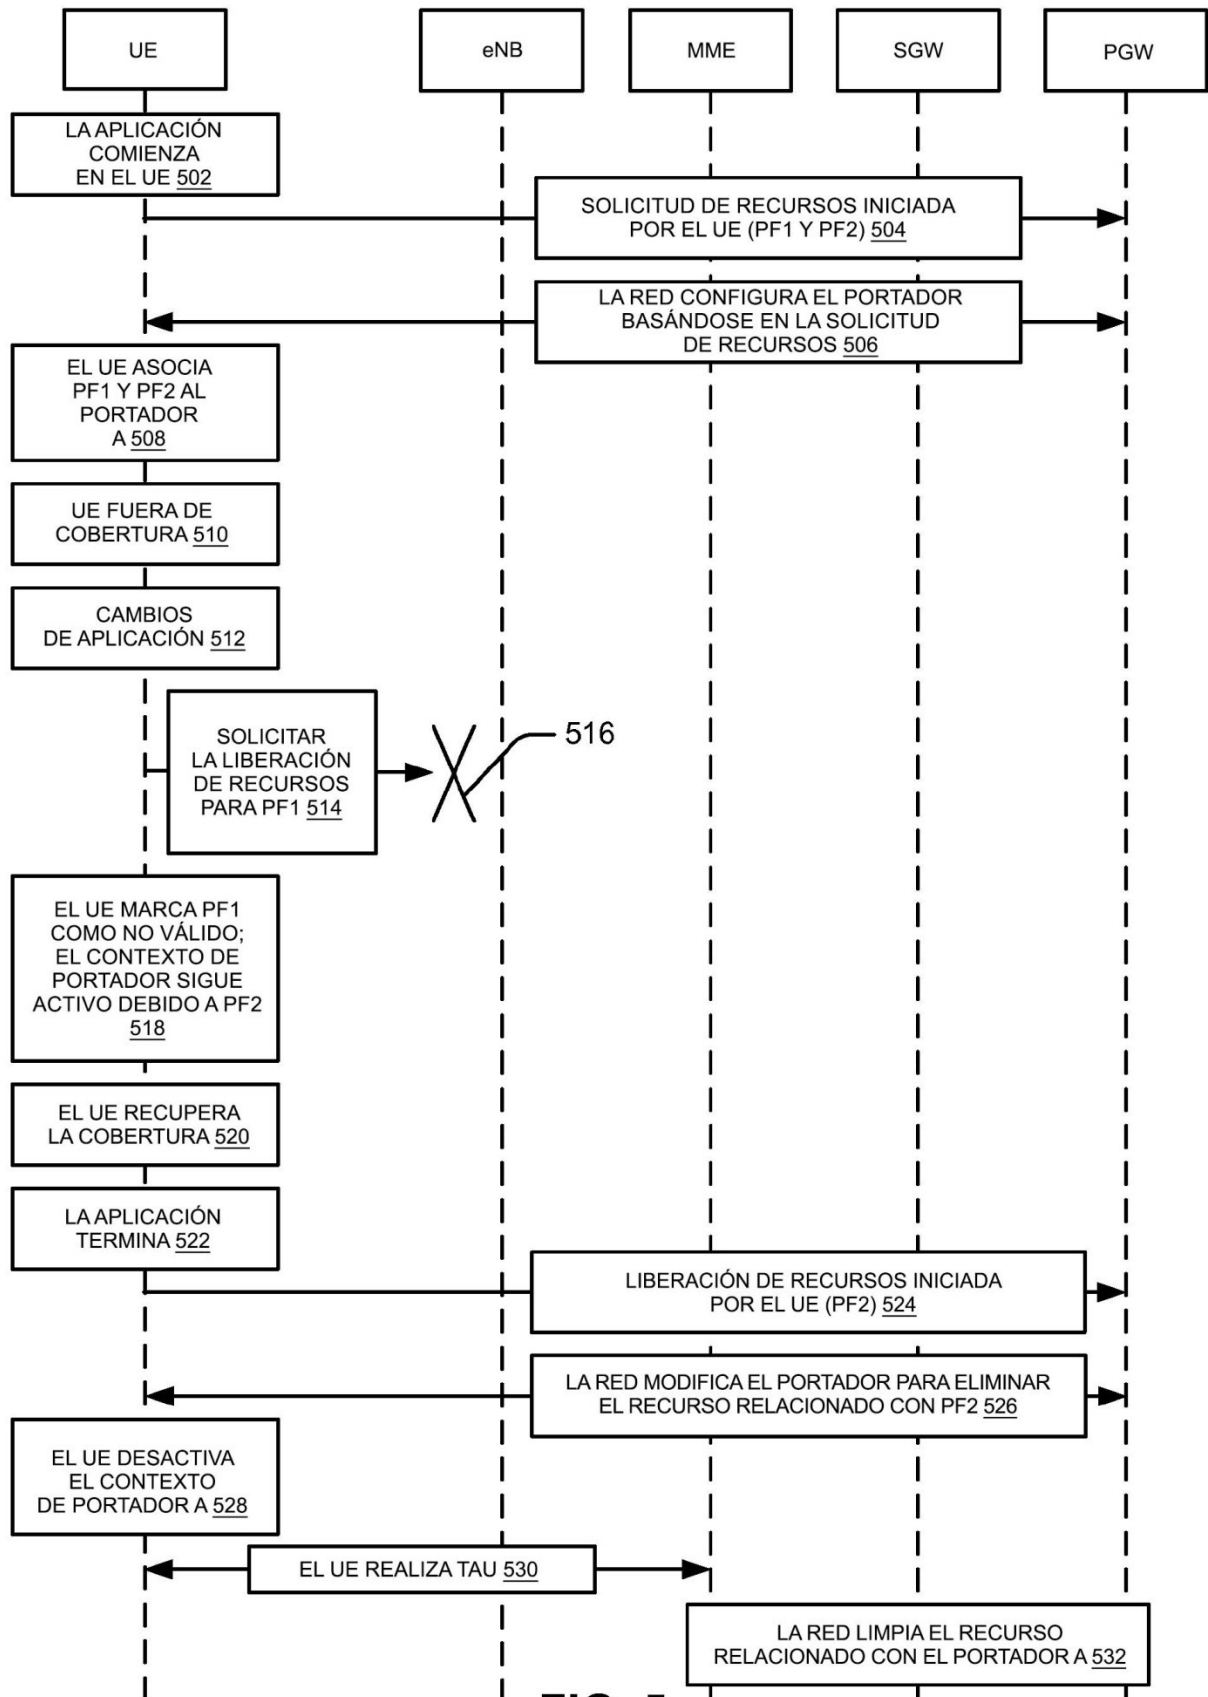 UE
eNB
MME
SGW
PGW
LA APLICACIÓN
COMIENZA
EN EL UE 502
SOLICITUD DE RECURSOS INICIADA
POR EL UE (PF1 Y PF2) 504
LA RED CONFIGURA EL PORTADOR
BASÁNDOSE EN LA SOLICITUD
DE RECURSOS 506
EL UE ASOCIA
PF1 Y PF2 AL
PORTADOR
A 508
UE FUERA DE
COBERTURA 510
CAMBIOS
DE APLICACIÓN 512
SOLICITAR
LA LIBERACIÓN
DE RECURSOS
PARA PF1 514
516
EL UE MARCA PF1
COMO NO VÁLIDO;
EL CONTEXTO DE
PORTADOR SIGUE
ACTIVO DEBIDO A PF2
518
EL UE RECUPERA
LA COBERTURA 520
LA APLICACIÓN
TERMINA 522
LIBERACIÓN DE RECURSOS INICIADA
POR EL UE (PF2) 524
LA RED MODIFICA EL PORTADOR PARA ELIMINAR
EL RECURSO RELACIONADO CON PF2 526
EL UE DESACTIVA
EL CONTEXTO
DE PORTADOR A 528
EL UE REALIZA TAU 530
LA RED LIMPIA EL RECURSO
RELACIONADO CON EL PORTADOR A 532